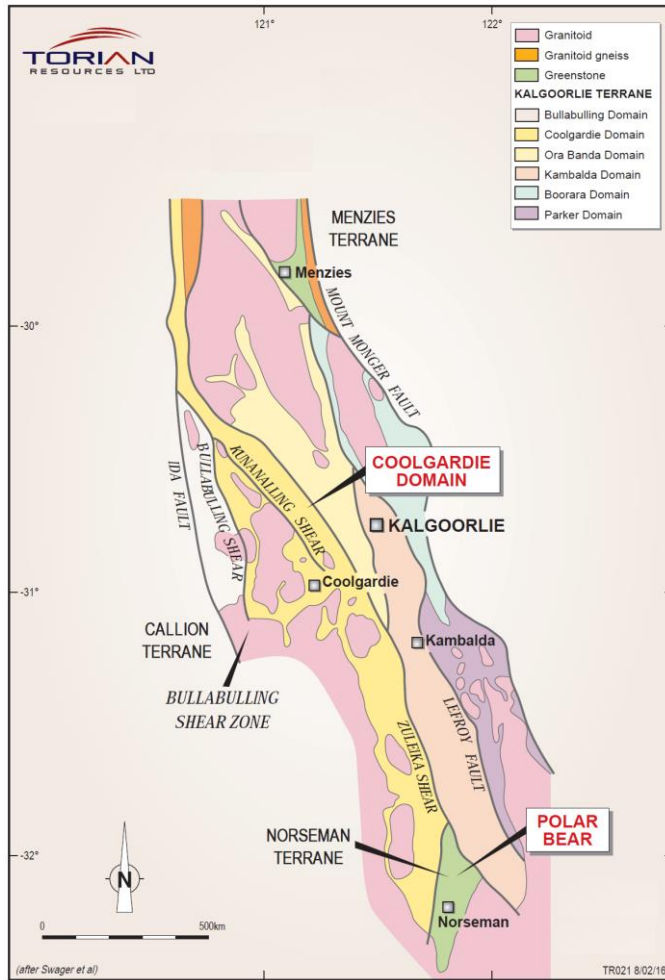 121°
122°
TORIAN
RESOURCES LTD
Granitoid
Granitoid gneiss
Greenstone
KALGOORLIE TERRANE
Bullabulling Domain
Coolgardie Domain
Ora Banda Domain
Kambalda Domain
Boorara Domain
Parker Domain
MENZIES
TERRANE
Menzies
-30°
MOUNT MONGER FAULT
COOLGARDIE
DOMAIN
KUNANALLING SHEAR
BULLABULLING SHEAR
IDA FAULT
KALGOORLIE
-31°
Coolgardie
CALLION
TERRANE
Kambalda
BULLABULLING
SHEAR ZONE
LEFROY FAULT
ZULEIKA SHEAR
POLAR
BEAR
NORSEMAN
TERRANE
-32°
N
Norseman
0
500km
(after Swager et al)
TR021 8/02/16